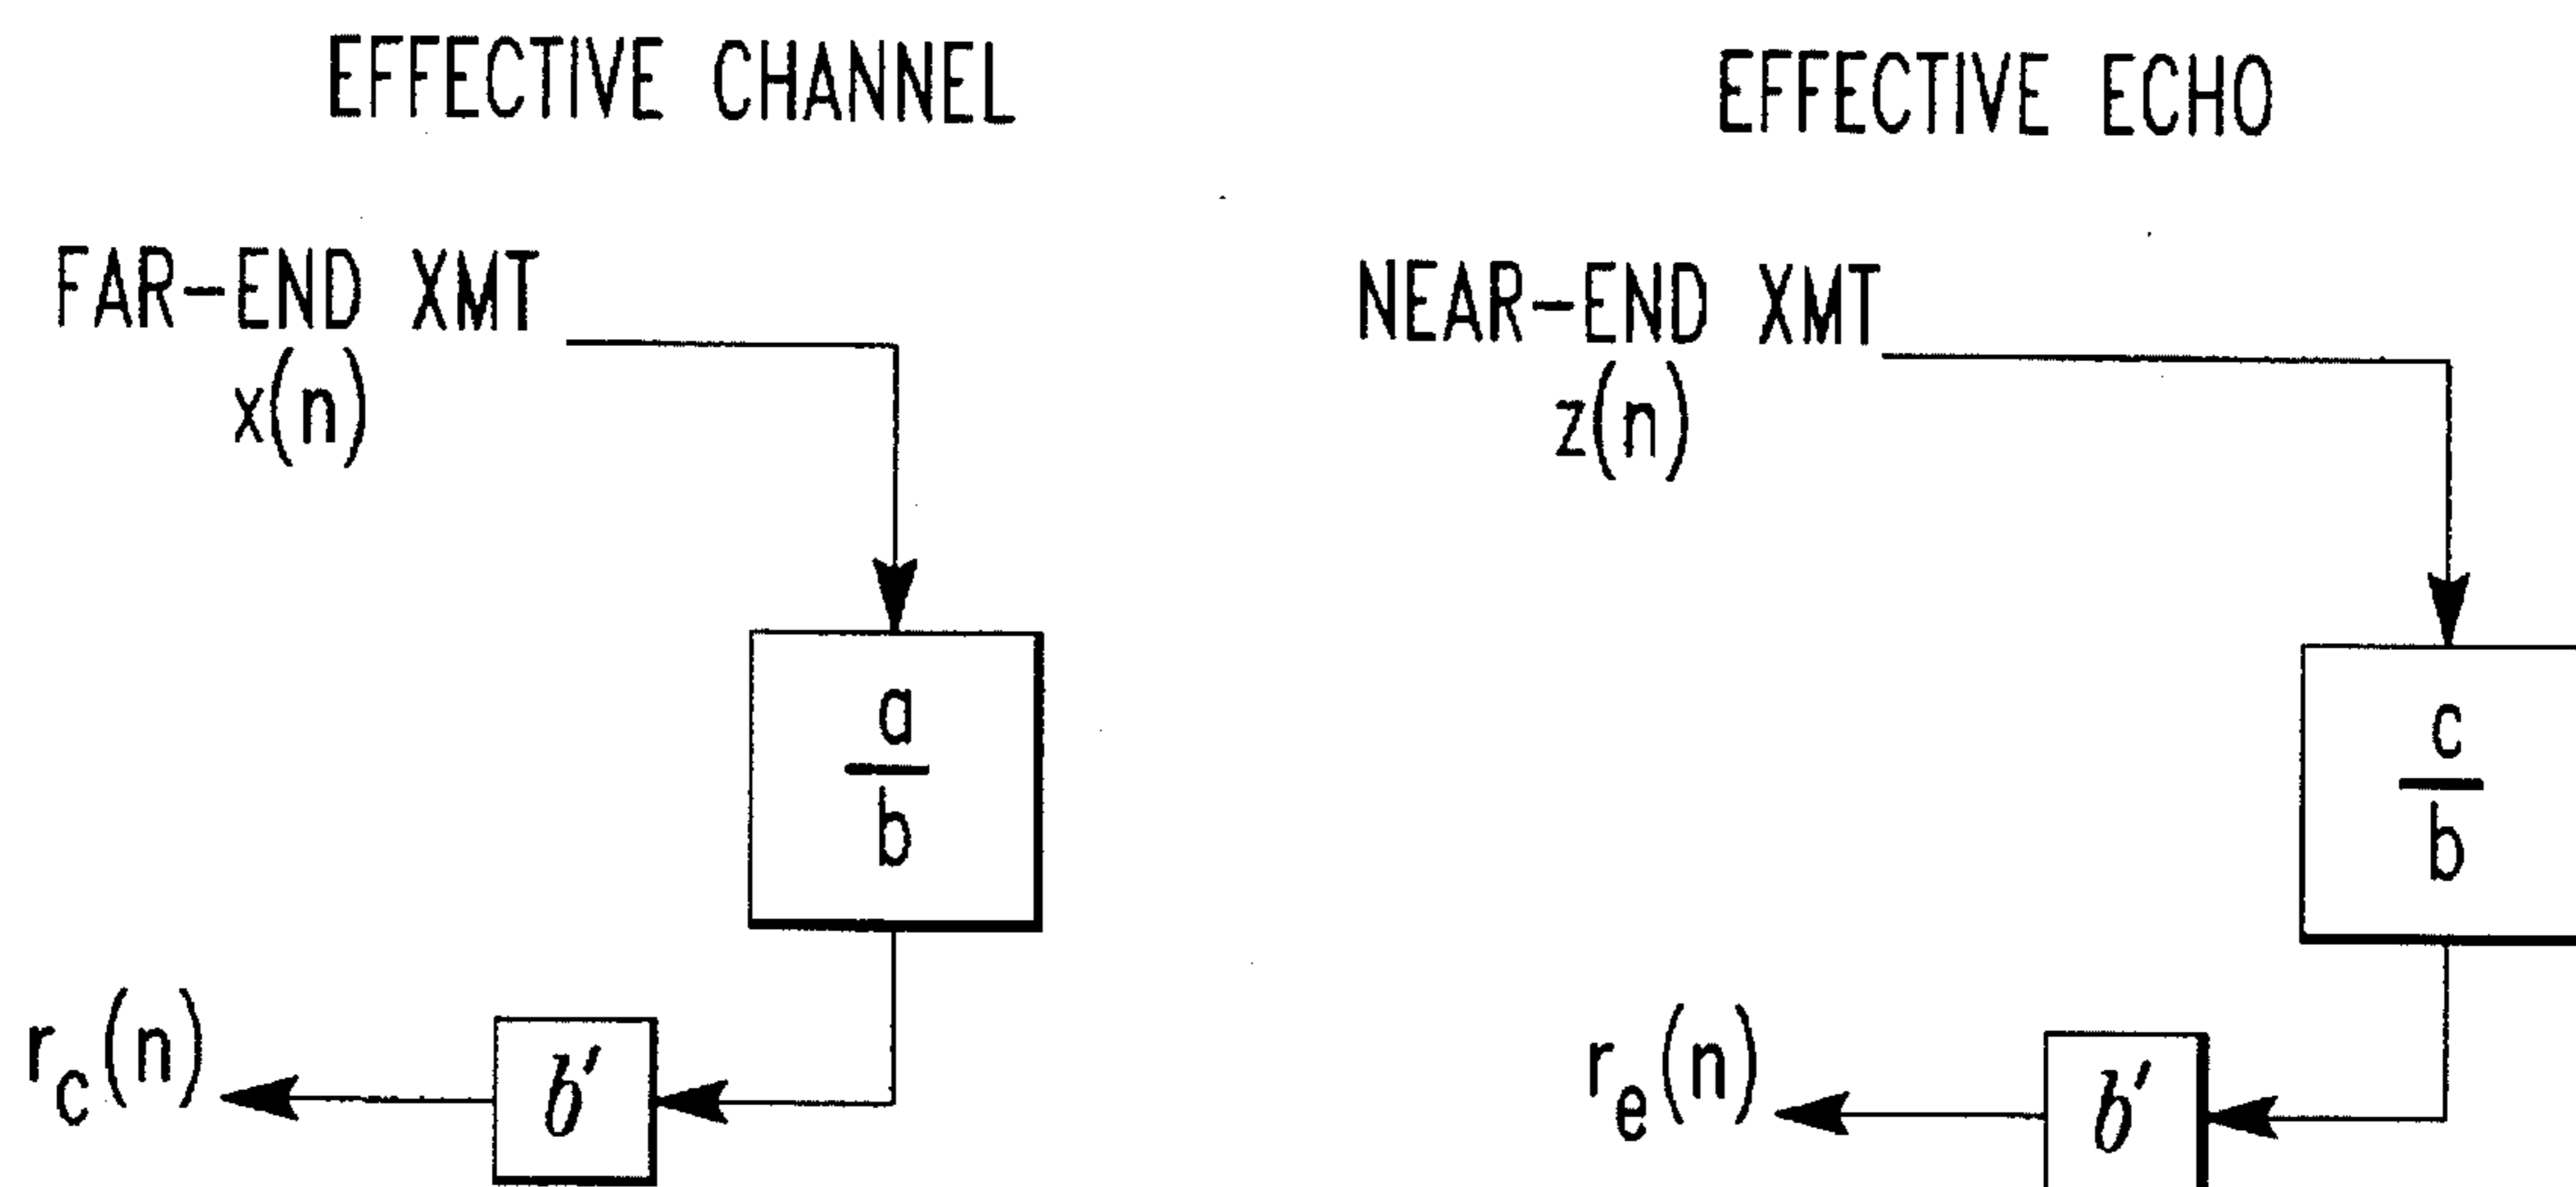 EFFECTIVE CHANNEL
FAR-END XMT
x(n)
a
b
b'
r_c(n)
EFFECTIVE ECHO
NEAR-END XMT
z(n)
c
b
b'
r_e(n)